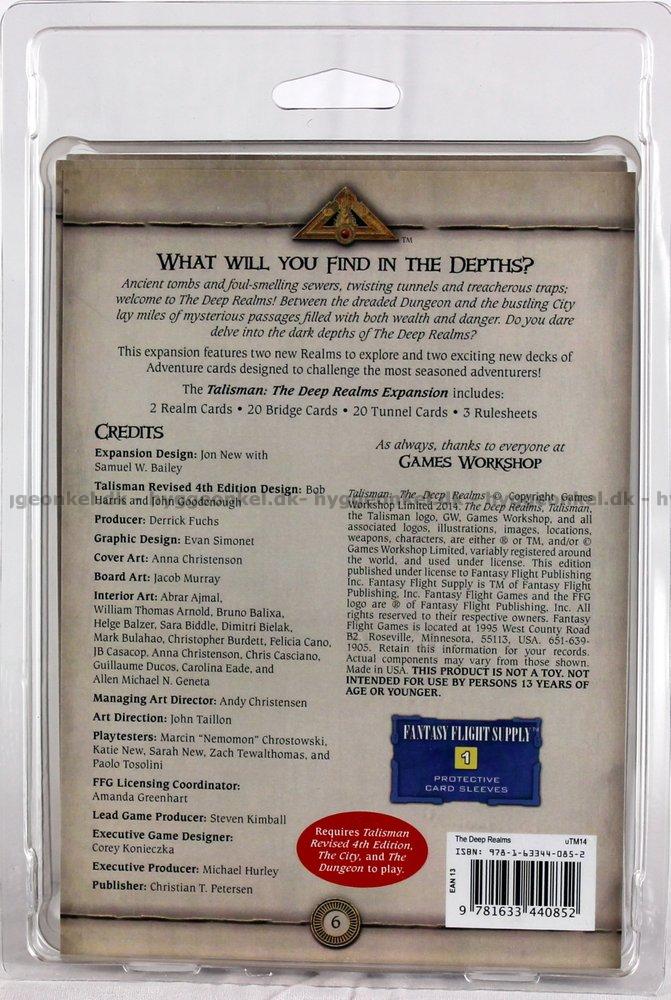 TM
WHAT WILL YOU FIND IN THE DEPTHS?
Ancient tombs and foul-smelling sewers, twisting tunnels and treacherous traps;
welcome to The Deep Realms! Between the dreaded Dungeon and the bustling City
lay miles of mysterious passages filled with both wealth and danger. Do you dare
delve into the dark depths of The Deep Realms?
This expansion features two new Realms to explore and two exciting new decks of
Adventure cards designed to challenge the most seasoned adventurers!
The Talisman: The Deep Realms Expansion includes:
2 Realm Cards • 20 Bridge Cards • 20 Tunnel Cards • 3 Rulesheets
CREDITS
Expansion Design: Jon New with
Samuel W. Bailey
Talisman Revised 4th Edition Design: Bob
Harris and John Goodenough
Producer: Derrick Fuchs
Graphic Design: Evan Simonet
Cover Art: Anna Christenson
Board Art: Jacob Murray
Interior Art: Abrar Ajmal,
William Thomas Arnold, Bruno Balixa,
Helge Balzer, Sara Biddle, Dimitri Bielak,
Mark Bulahao, Christopher Burdett, Felicia Cano,
JB Casacop, Anna Christenson, Chris Casciano,
Guillaume Ducos, Carolina Eade, and
Allen Michael N. Geneta
Managing Art Director: Andy Christensen
Art Direction: John Taillon
Playtesters: Marcin "Nemomon" Chrostowski,
Katie New, Sarah New, Zach Tewalthomas, and
Paolo Tosolini
FFG Licensing Coordinator:
Amanda Greenhart
Lead Game Producer: Steven Kimball
Executive Game Designer:
Corey Konieczka
Executive Producer: Michael Hurley
Publisher: Christian T. Petersen
As always, thanks to everyone at
GAMES WORKSHOP
Talisman: The Deep Realms © Copyright Games
Workshop Limited 2014. The Deep Realms, Talisman,
the Talisman logo, GW, Games Workshop, and all
associated logos, illustrations, images, locations,
weapons, characters, are either ® or TM, and/or ©
Games Workshop Limited, variably registered around
the world, and used under license. This edition
published under license to Fantasy Flight Publishing
Inc. Fantasy Flight Supply is TM of Fantasy Flight
Publishing, Inc. Fantasy Flight Games and the FFG
logo are ® of Fantasy Flight Publishing, Inc. All
rights reserved to their respective owners. Fantasy
Flight Games is located at 1995 West County Road
B2, Roseville, Minnesota, 55113, USA. 651-639-
1905. Retain this information for your records.
Actual components may vary from those shown.
Made in USA. THIS PRODUCT IS NOT A TOY. NOT
INTENDED FOR USE BY PERSONS 13 YEARS OF
AGE OR YOUNGER.
FANTASY FLIGHT SUPPLY™
1
PROTECTIVE
CARD SLEEVES
Requires Talisman
Revised 4th Edition,
The City, and The
Dungeon to play.
The Deep Realms uTM14
ISBN: 978-1-63344-085-2
EAN 13
9 781633 440852
6
ygeonkel.dk - hyggeonkel.dk - hyggeonkel.dk - hyggeonkel.dk - h